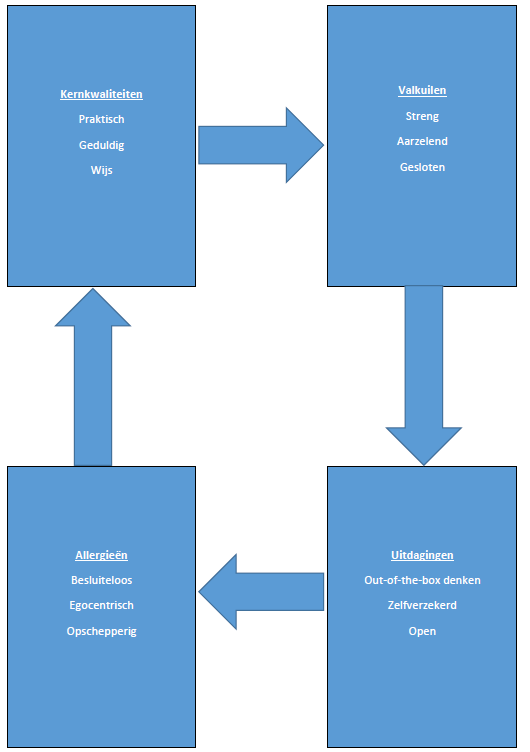 Kernkwaliteiten
Praktisch
Geduldig
Wijs
Valkuilen
Streng
Aarzelend
Gesloten
Allergieën
Besluiteloos
Egocentrisch
Opschepperig
Uitdagingen
Out-of-the-box denken
Zelfverzekerd
Open